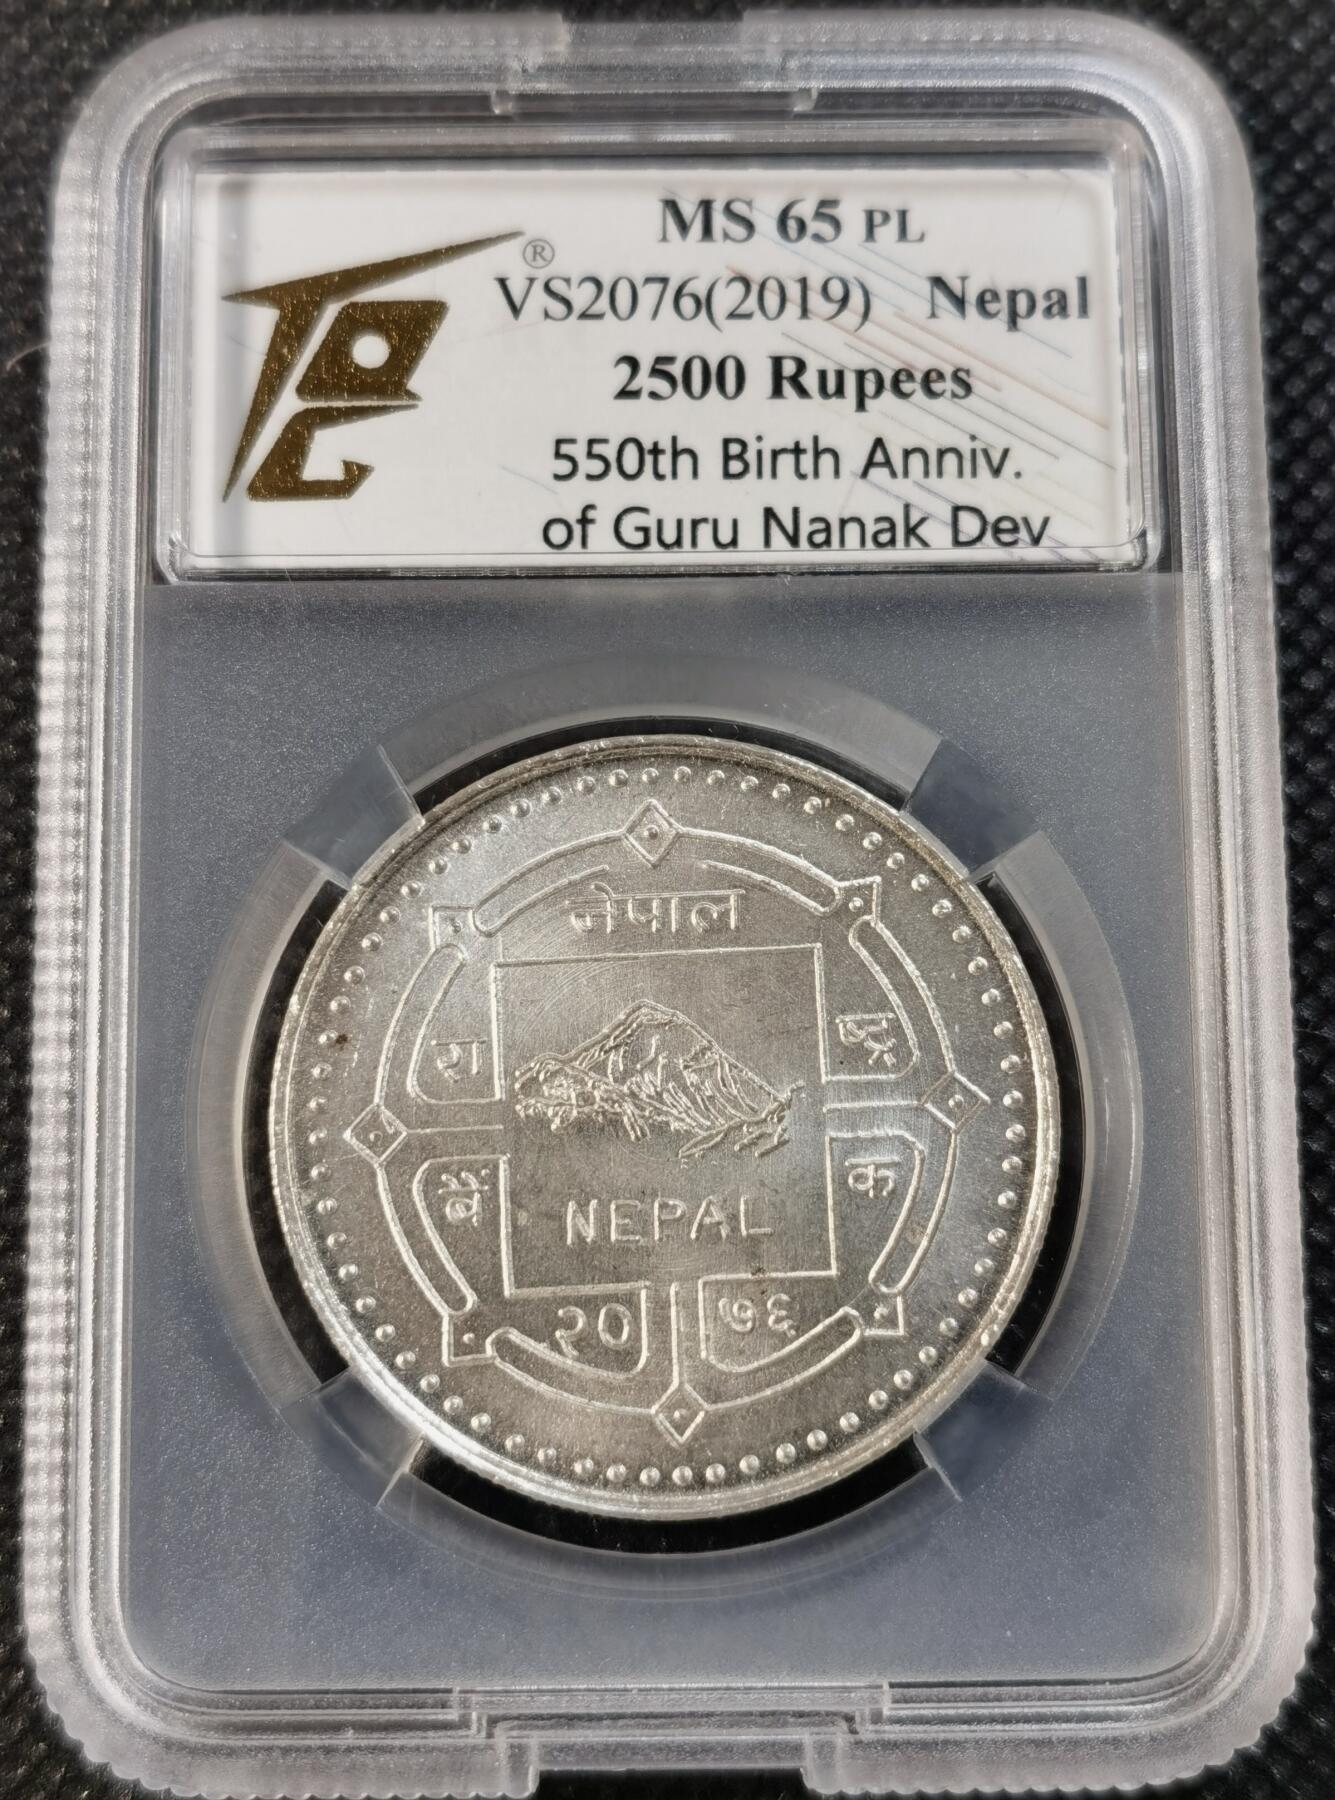 MS 65 PL
®
VS2076(2019) Nepal
2500 Rupees
550th Birth Anniv.
of Guru Nanak Dev
नेपाल
रा ष्ट्र
बैं क
NEPAL
२० ७६